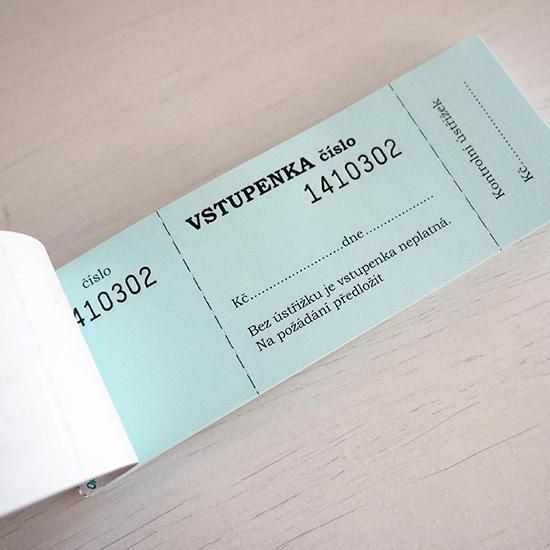 číslo
410302
VSTUPENKA číslo
1410302
Kč....................dne...............
Bez ústřižku je vstupenka neplatná.
Na požádání předložit
Kontrolní ústřižek
Kč...............